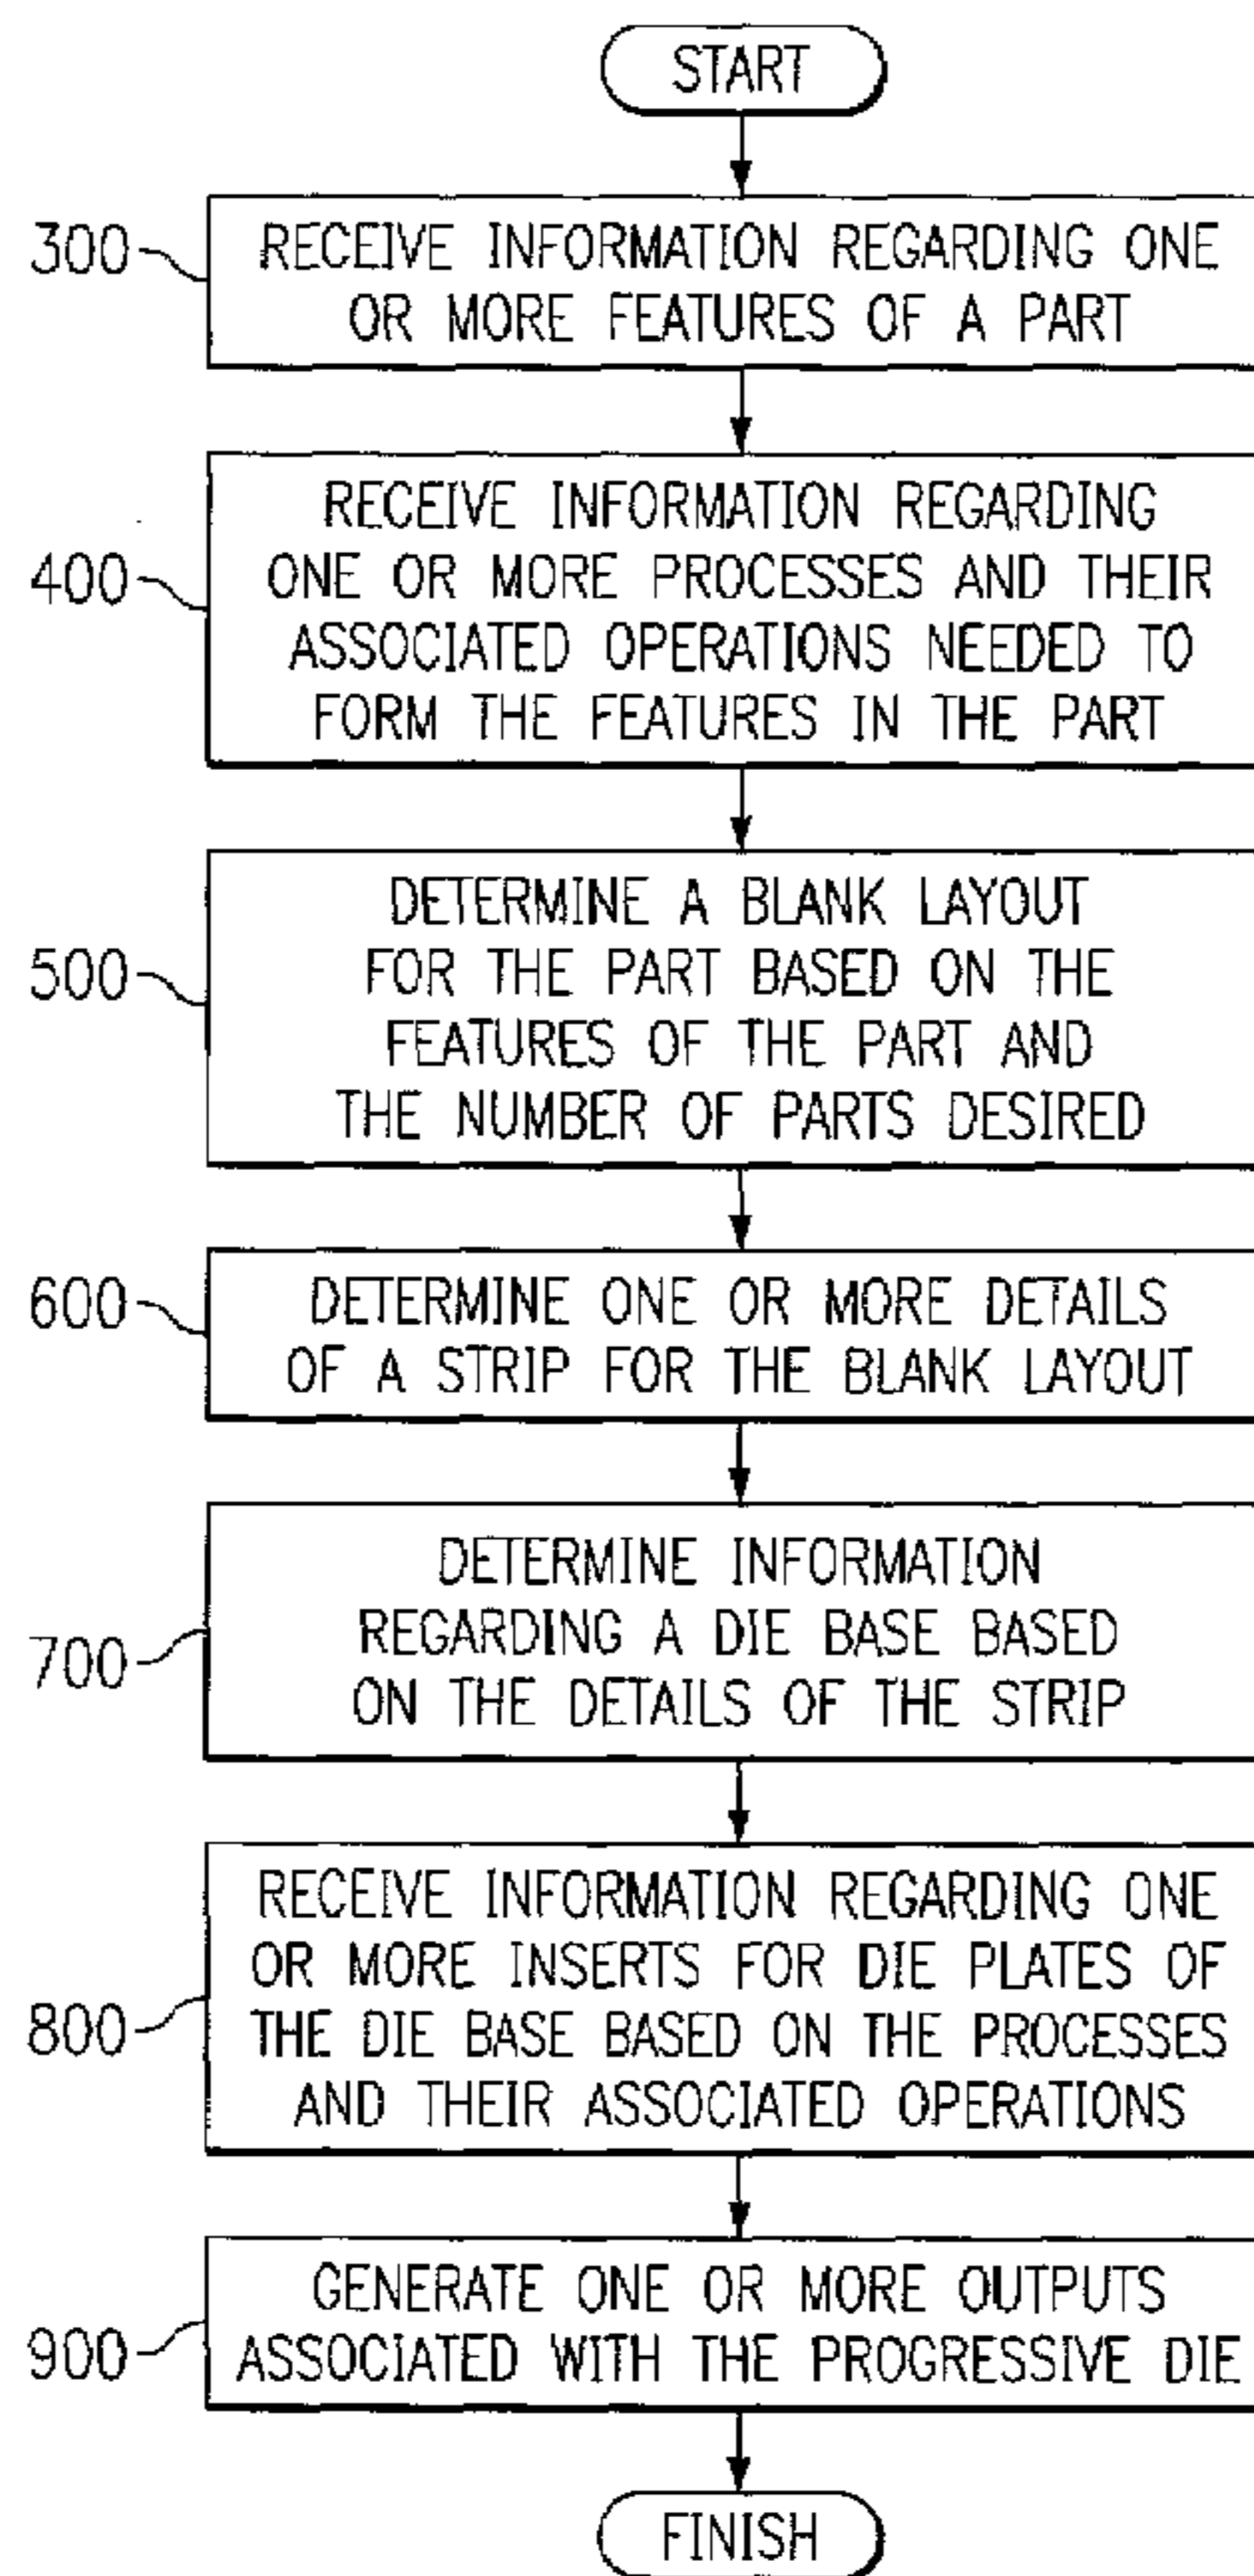 START
300
RECEIVE INFORMATION REGARDING ONE
OR MORE FEATURES OF A PART
RECEIVE INFORMATION REGARDING
400
ONE OR MORE PROCESSES AND THEIR
ASSOCIATED OPERATIONS NEEDED TO
FORM THE FEATURES IN THE PART
DETERMINE A BLANK LAYOUT
500
FOR THE PART BASED ON THE
FEATURES OF THE PART AND
THE NUMBER OF PARTS DESIRED
600
DETERMINE ONE OR MORE DETAILS
OF A STRIP FOR THE BLANK LAYOUT
DETERMINE INFORMATION
REGARDING A DIE BASE BASED
700
ON THE DETAILS OF THE STRIP
RECEIVE INFORMATION REGARDING ONE
OR MORE INSERTS FOR DIE PLATES OF
800
THE DIE BASE BASED ON THE PROCESSES
AND THEIR ASSOCIATED OPERATIONS
GENERATE ONE OR MORE OUTPUTS
900
ASSOCIATED WITH THE PROGRESSIVE DIE
FINISH